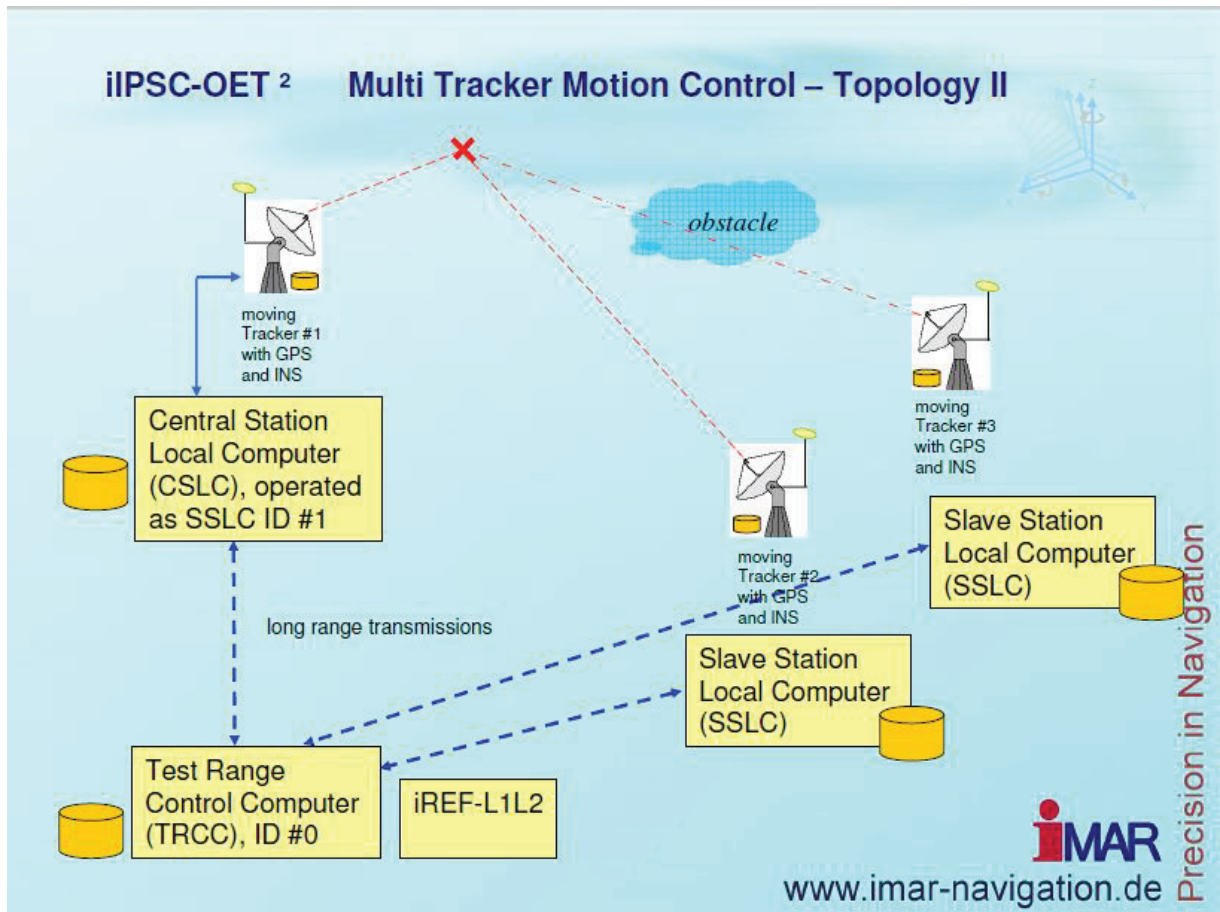 iIPSC-OET ² Multi Tracker Motion Control – Topology II
obstacle
moving
Tracker #1
with GPS
and INS
moving
Tracker #3
with GPS
and INS
Central Station
Local Computer
(CSLC), operated
as SSLC ID #1
moving
Tracker #2
with GPS
and INS
Slave Station
Local Computer
(SSLC)
long range transmissions
Slave Station
Local Computer
(SSLC)
Test Range
Control Computer
(TRCC), ID #0
iREF-L1L2
Precision in Navigation
iMAR
www.imar-navigation.de